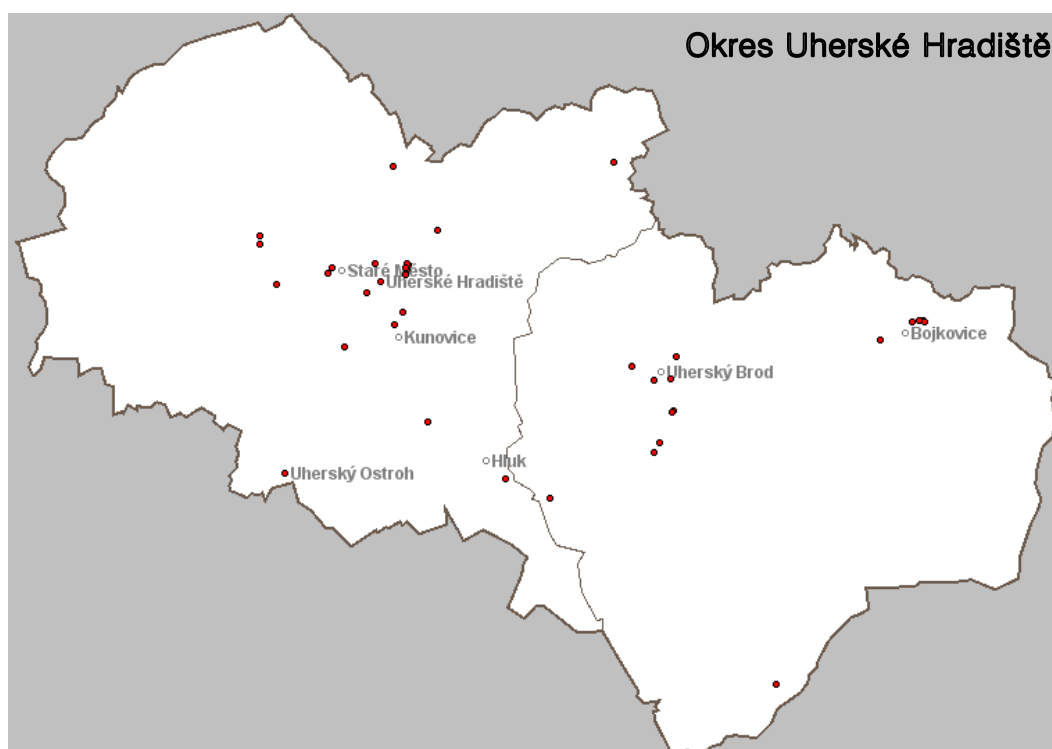 Okres Uherské Hradiště
Staré Město
Uherské Hradiště
Kunovice
Bojkovice
Uherský Brod
Hluk
Uherský Ostroh